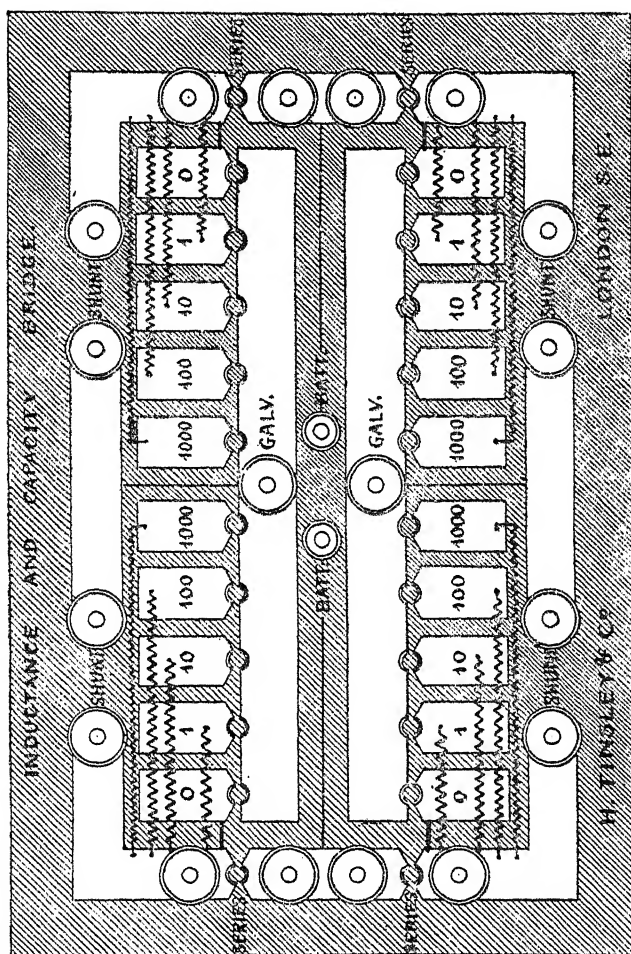 INDUCTANCE AND CAPACITY BRIDGE.
SHUNT SHUNT
0 1 10 100 1000 1000 100 10 1 0
SERIES SERIES
GALV.
BATT. BATT.
GALV.
SERIES SERIES
0 1 10 100 1000 1000 100 10 1 0
SHUNT SHUNT
H. TINSLEY & Co. LONDON S.E.